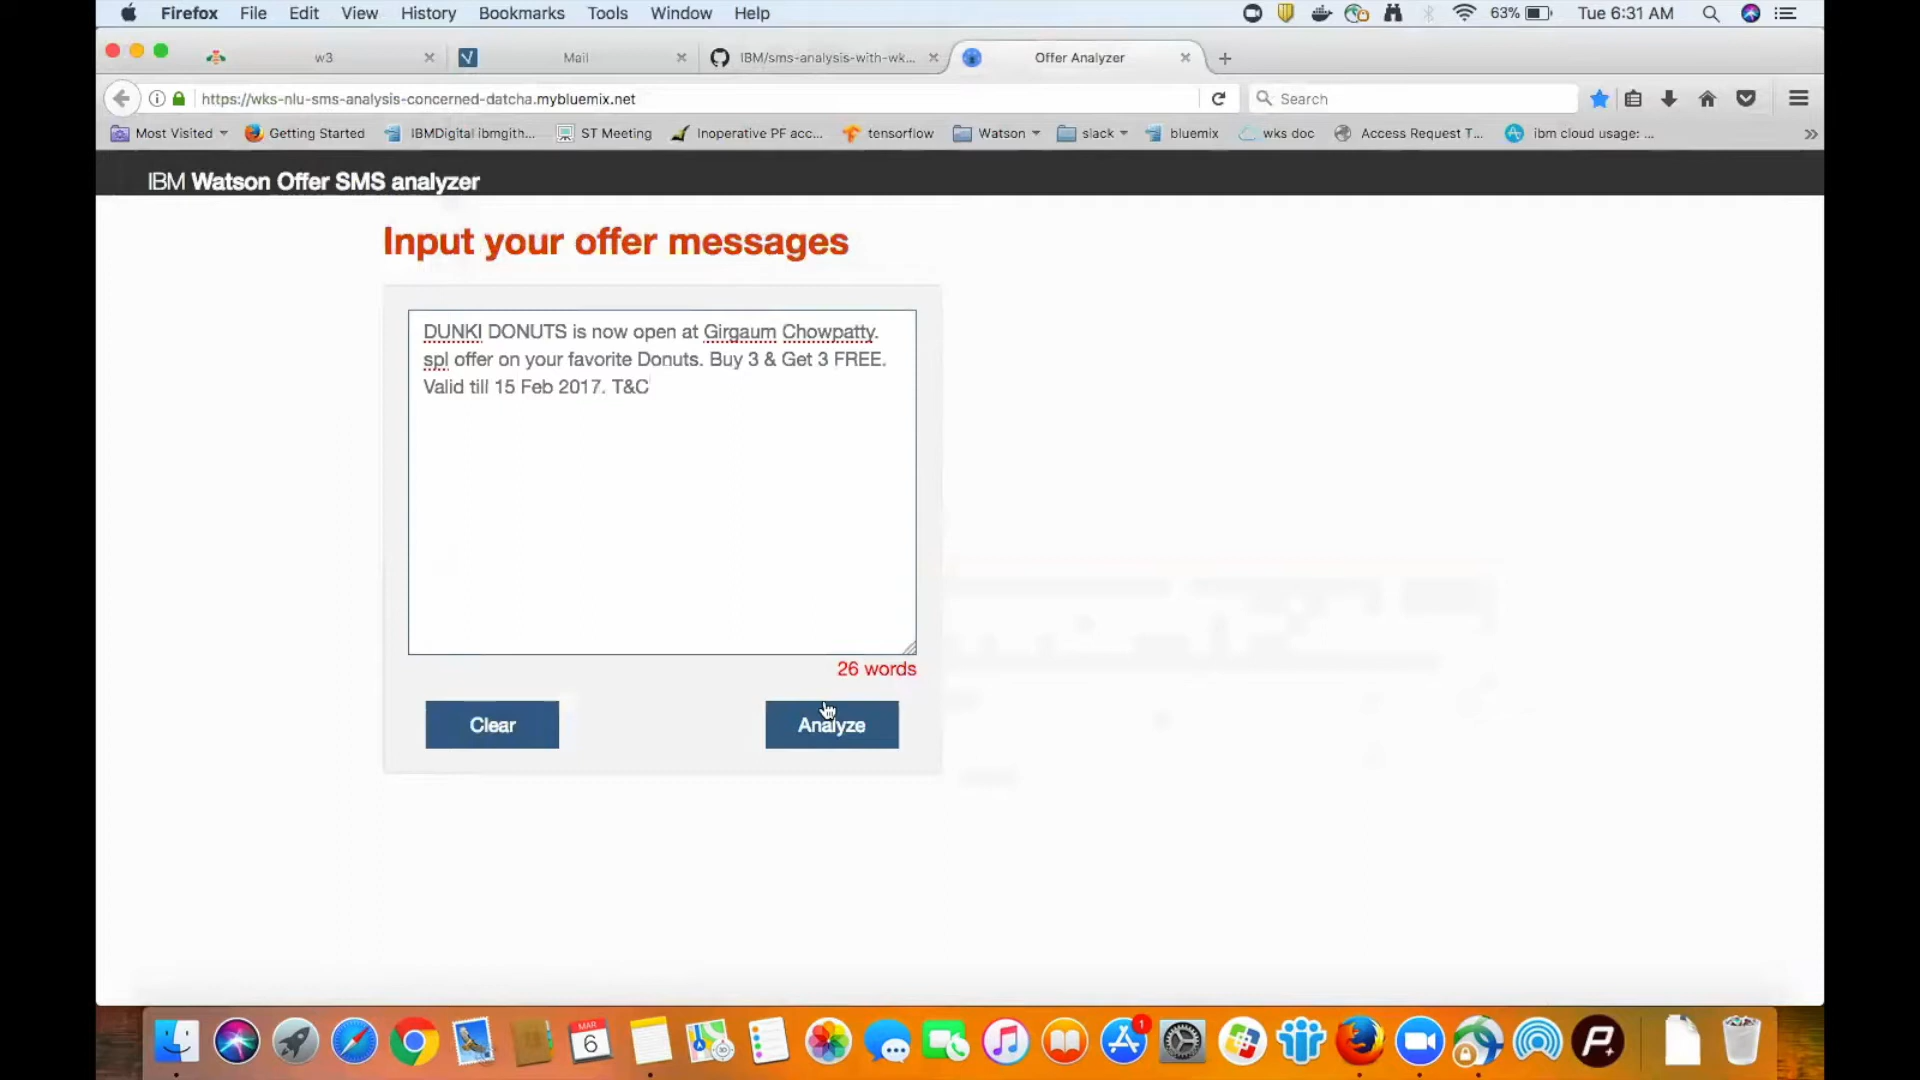 Firefox File Edit View History Bookmarks Tools Window Help 63% Tue 6:31 AM
w3 Mail IBM/sms-analysis-with-wk... Offer Analyzer
https://wks-nlu-sms-analysis-concerned-datcha.mybluemix.net Search
Most Visited Getting Started IBMDigital ibmgith... ST Meeting Inoperative PF acc... tensorflow Watson slack bluemix wks doc Access Request T... ibm cloud usage: ...
IBM Watson Offer SMS analyzer
Input your offer messages
DUNKI DONUTS is now open at Girgaum Chowpatty.
spl offer on your favorite Donuts. Buy 3 & Get 3 FREE.
Valid till 15 Feb 2017. T&C
26 words
Clear Analyze
MAR
6
1